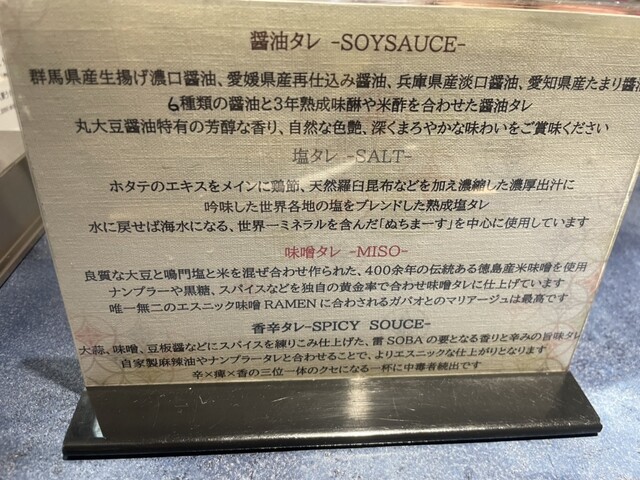 醤油タレ -SOYSAUCE-
群馬県産生揚げ濃口醤油、愛媛県産再仕込み醤油、兵庫県産淡口醤油、愛知県産たまり醤油
6種類の醤油と3年熟成味醂や米酢を合わせた醤油タレ
丸大豆醤油特有の芳醇な香り、自然な色艶、深くまろやかな味わいをご賞味ください
塩タレ -SALT-
ホタテのエキスをメインに鶏節、天然羅臼昆布などを加え濃縮した濃厚出汁に
吟味した世界各地の塩をブレンドした熟成塩タレ
水に戻せば海水になる、世界一ミネラルを含んだ「ぬちまーす」を中心に使用しています
味噌タレ -MISO-
良質な大豆と鳴門塩と米を混ぜ合わせ作られた、400余年の伝統ある徳島産米味噌を使用
ナンプラーや黒糖、スパイスなどを独自の黄金率で合わせ味噌タレに仕上げています
唯一無二のエスニック味噌RAMENに合わされるガパオとのマリアージュは最高です
香辛タレ-SPICY SOUCE-
大蒜、味噌、豆板醤などにスパイスを練りこみ仕上げた、雷SOBAの要となる香りと辛みの旨味タレ
自家製麻辣油やナンプラータレと合わせることで、よりエスニックな仕上がりとなります
辛×痺×香の三位一体のクセになる一杯に中毒者続出です